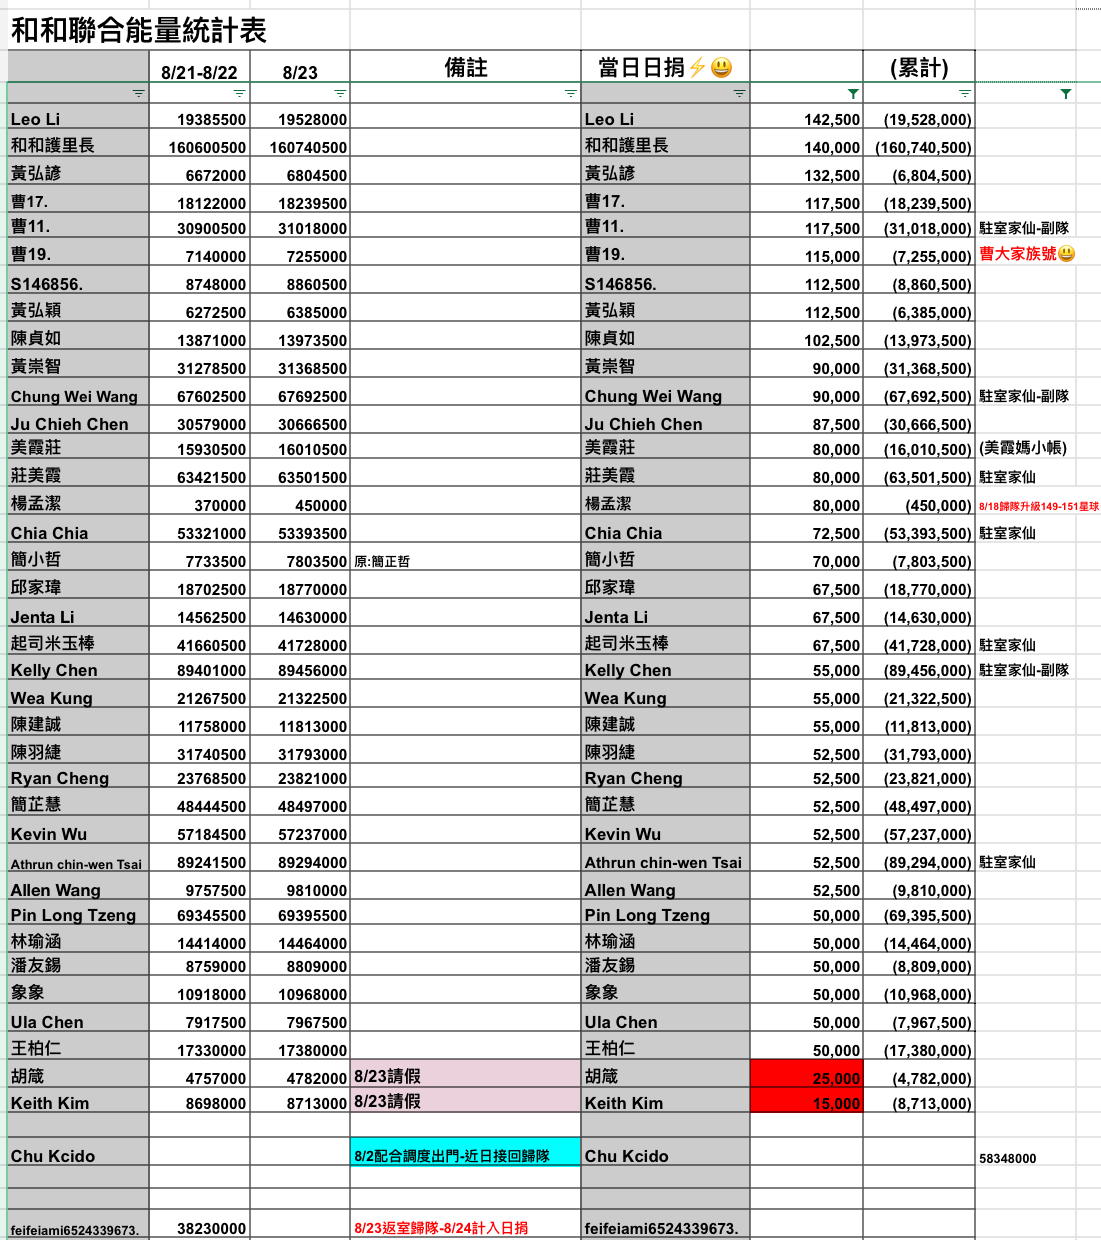 和和聯合能量統計表
8/21-8/22 8/23 備註 當日日捐⚡😃 (累計)
Leo Li 19385500 19528000 Leo Li 142,500 (19,528,000)
和和護里長 160600500 160740500 和和護里長 140,000 (160,740,500)
黃弘諺 6672000 6804500 黃弘諺 132,500 (6,804,500)
曹17. 18122000 18239500 曹17. 117,500 (18,239,500)
曹11. 30900500 31018000 曹11. 117,500 (31,018,000) 駐室家仙-副隊
曹19. 7140000 7255000 曹19. 115,000 (7,255,000) 曹大家族號😃
S146856. 8748000 8860500 S146856. 112,500 (8,860,500)
黃弘穎 6272500 6385000 黃弘穎 112,500 (6,385,000)
陳貞如 13871000 13973500 陳貞如 102,500 (13,973,500)
黃崇智 31278500 31368500 黃崇智 90,000 (31,368,500)
Chung Wei Wang 67602500 67692500 Chung Wei Wang 90,000 (67,692,500) 駐室家仙-副隊
Ju Chieh Chen 30579000 30666500 Ju Chieh Chen 87,500 (30,666,500)
美霞莊 15930500 16010500 美霞莊 80,000 (16,010,500) (美霞媽小帳)
莊美霞 63421500 63501500 莊美霞 80,000 (63,501,500) 駐室家仙
楊孟潔 370000 450000 楊孟潔 80,000 (450,000) 8/18歸隊升級149-151星球
Chia Chia 53321000 53393500 Chia Chia 72,500 (53,393,500) 駐室家仙
簡小哲 7733500 7803500 原:簡正哲 簡小哲 70,000 (7,803,500)
邱家瑋 18702500 18770000 邱家瑋 67,500 (18,770,000)
Jenta Li 14562500 14630000 Jenta Li 67,500 (14,630,000)
起司米玉棒 41660500 41728000 起司米玉棒 67,500 (41,728,000) 駐室家仙
Kelly Chen 89401000 89456000 Kelly Chen 55,000 (89,456,000) 駐室家仙-副隊
Wea Kung 21267500 21322500 Wea Kung 55,000 (21,322,500)
陳建誠 11758000 11813000 陳建誠 55,000 (11,813,000)
陳羽緁 31740500 31793000 陳羽緁 52,500 (31,793,000)
Ryan Cheng 23768500 23821000 Ryan Cheng 52,500 (23,821,000)
簡芷慧 48444500 48497000 簡芷慧 52,500 (48,497,000)
Kevin Wu 57184500 57237000 Kevin Wu 52,500 (57,237,000)
Athrun chin-wen Tsai 89241500 89294000 Athrun chin-wen Tsai 52,500 (89,294,000) 駐室家仙
Allen Wang 9757500 9810000 Allen Wang 52,500 (9,810,000)
Pin Long Tzeng 69345500 69395500 Pin Long Tzeng 50,000 (69,395,500)
林瑜涵 14414000 14464000 林瑜涵 50,000 (14,464,000)
潘友錫 8759000 8809000 潘友錫 50,000 (8,809,000)
象象 10918000 10968000 象象 50,000 (10,968,000)
Ula Chen 7917500 7967500 Ula Chen 50,000 (7,967,500)
王柏仁 17330000 17380000 王柏仁 50,000 (17,380,000)
胡箴 4757000 4782000 8/23請假 胡箴 25,000 (4,782,000)
Keith Kim 8698000 8713000 8/23請假 Keith Kim 15,000 (8,713,000)
Chu Kcido 8/2配合調度出門-近日接回歸隊 Chu Kcido 58348000
feifeiami6524339673. 38230000 8/23返室歸隊-8/24計入日捐 feifeiami6524339673.